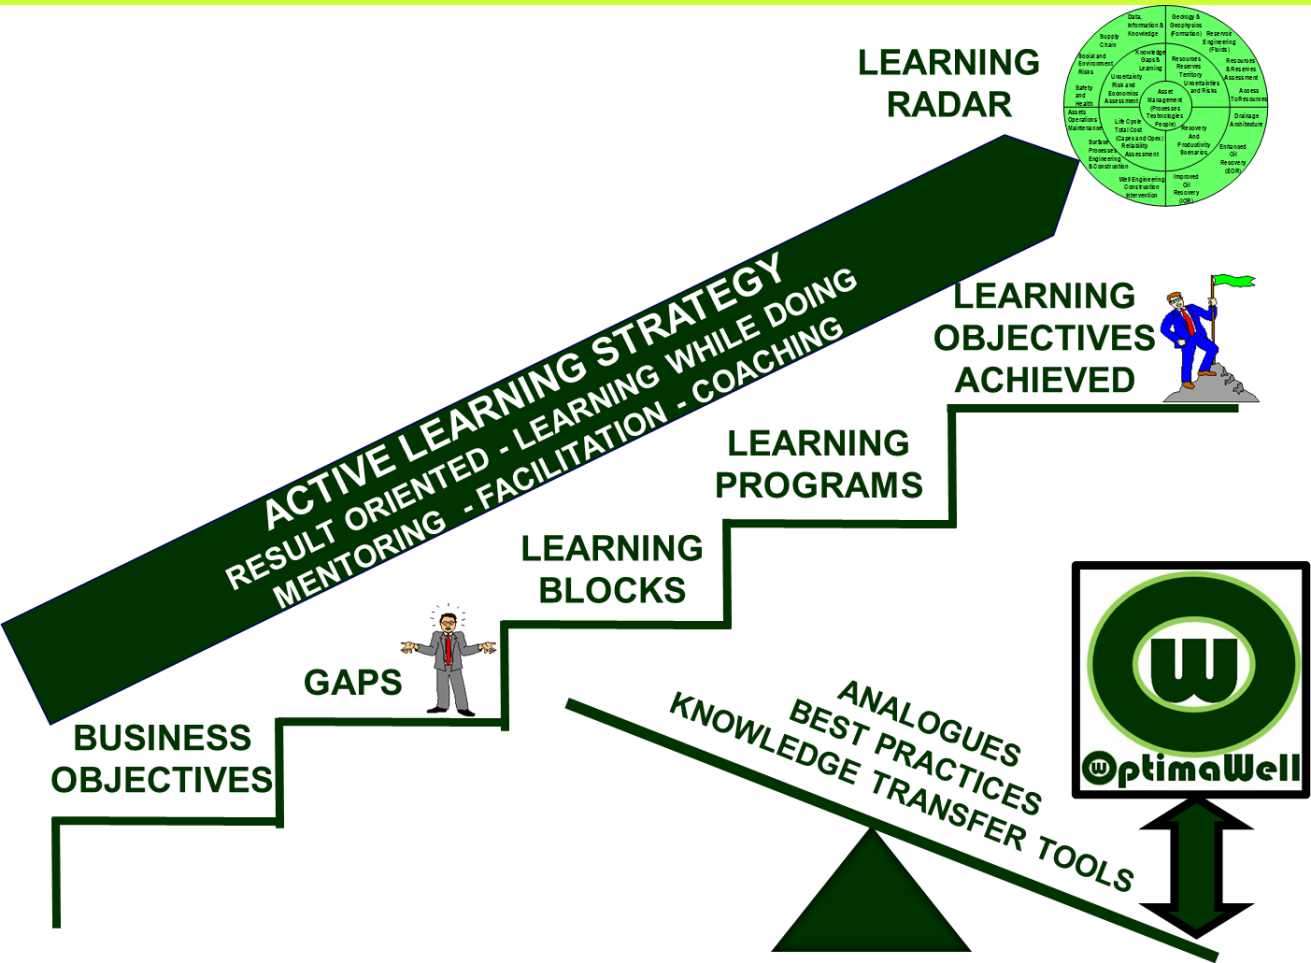 LEARNING
RADAR
Data,
Information &
Knowledge
Geology &
Geophysics
(Formation)
Supply
Chain
Reservoir
Engineering
(Fluids)
Social and
Environment
Risks
Knowledge
Gaps &
Learning
Resources
Reserves
Territory
Uncertainties
and Risks
Resources
& Reserves
Assessment
Uncertainty
Risk and
Economics
Assessment
Safety
and
Health
Asset
Management
(Processes
Technologies
People)
Access
To Resources
Assets
Operations
Maintenance
Life Cycle
Total Cost
(Capex and Opex)
Reliability
Assessment
Recovery
And
Productivity
Scenarios
Drainage
Architecture
Surface
Processes
Engineering
& Construction
Enhanced
Oil
Recovery
(EOR)
Well Engineering
Construction
Intervention
Improved
Oil
Recovery
(IOR)
ACTIVE LEARNING STRATEGY
RESULT ORIENTED - LEARNING WHILE DOING
MENTORING - FACILITATION - COACHING
LEARNING
OBJECTIVES
ACHIEVED
LEARNING
PROGRAMS
LEARNING
BLOCKS
GAPS
BUSINESS
OBJECTIVES
ANALOGUES
BEST PRACTICES
KNOWLEDGE TRANSFER TOOLS
W
OptimaWell